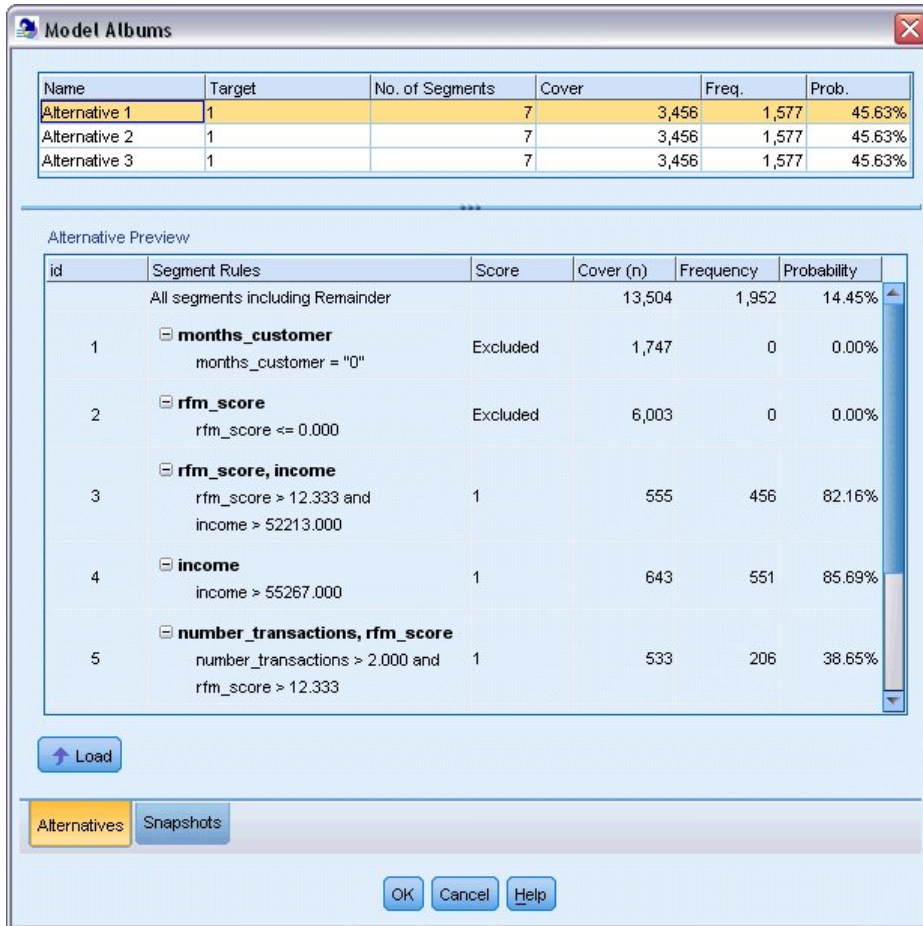 Model Albums
Name Target No. of Segments Cover Freq. Prob.
Alternative 1 1 7 3,456 1,577 45.63%
Alternative 2 1 7 3,456 1,577 45.63%
Alternative 3 1 7 3,456 1,577 45.63%
Alternative Preview
id Segment Rules Score Cover (n) Frequency Probability
All segments including Remainder 13,504 1,952 14.45%
months_customer
1 Excluded 1,747 0 0.00%
months_customer = "0"
rfm_score
2 Excluded 6,003 0 0.00%
rfm_score <= 0.000
rfm_score, income
3 rfm_score > 12.333 and 1 555 456 82.16%
income > 52213.000
income
4 1 643 551 85.69%
income > 55267.000
number_transactions, rfm_score
5 number_transactions > 2.000 and 1 533 206 38.65%
rfm_score > 12.333
Load
Alternatives Snapshots
OK Cancel Help